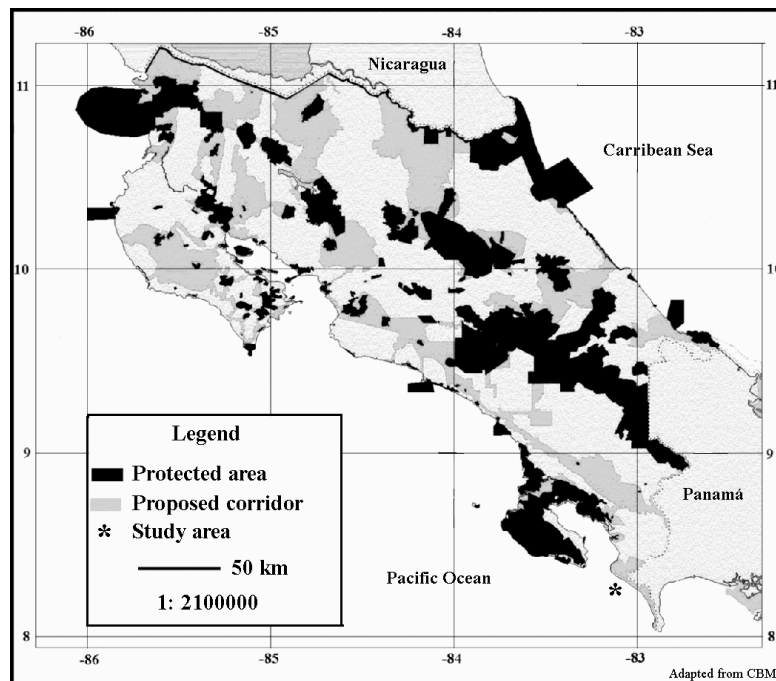 -86 -85 -84 -83
Nicaragua
11 11
Carribean Sea
10 10
Legend
Protected area
Proposed corridor
* Study area
50 km
1: 2100000
9 9
Panamá
Pacific Ocean
*
8 8
-86 -85 -84 -83
Adapted from CBM